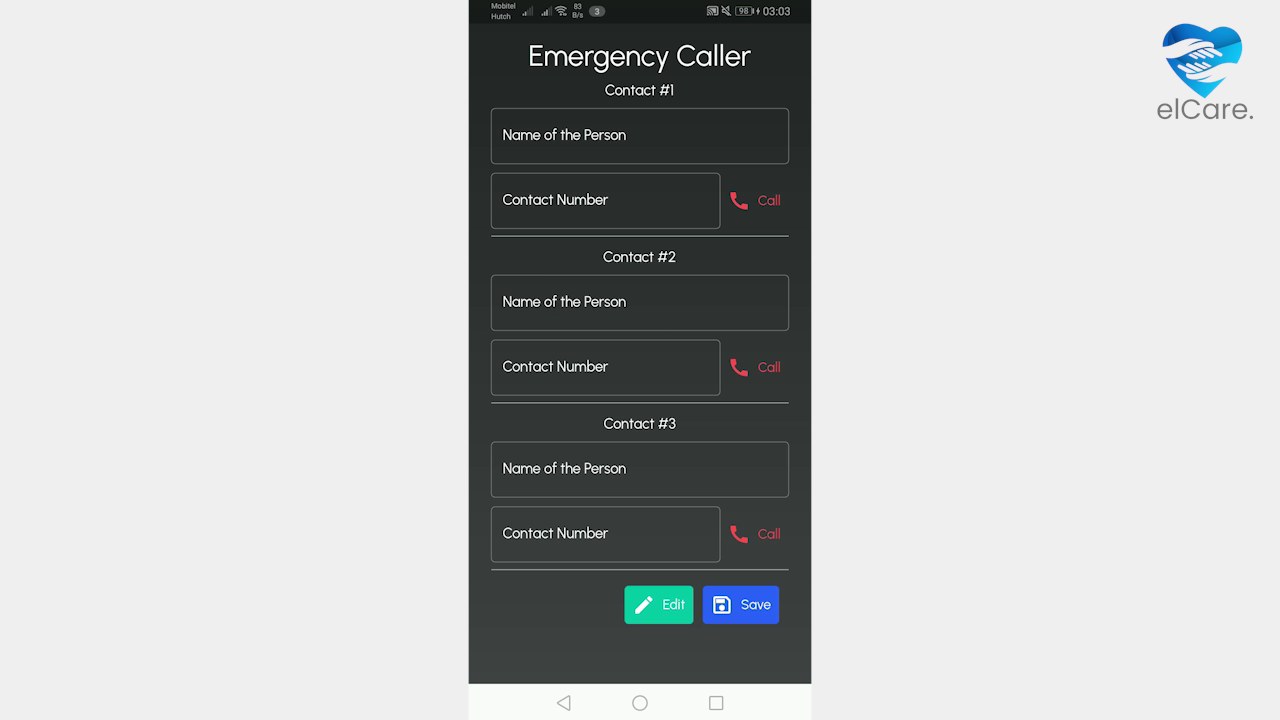 Mobitel
Hutch
83
B/s
3
98
03:03
elCare.
Emergency Caller
Contact #1
Name of the Person
Contact Number
Call
Contact #2
Name of the Person
Contact Number
Call
Contact #3
Name of the Person
Contact Number
Call
Edit
Save